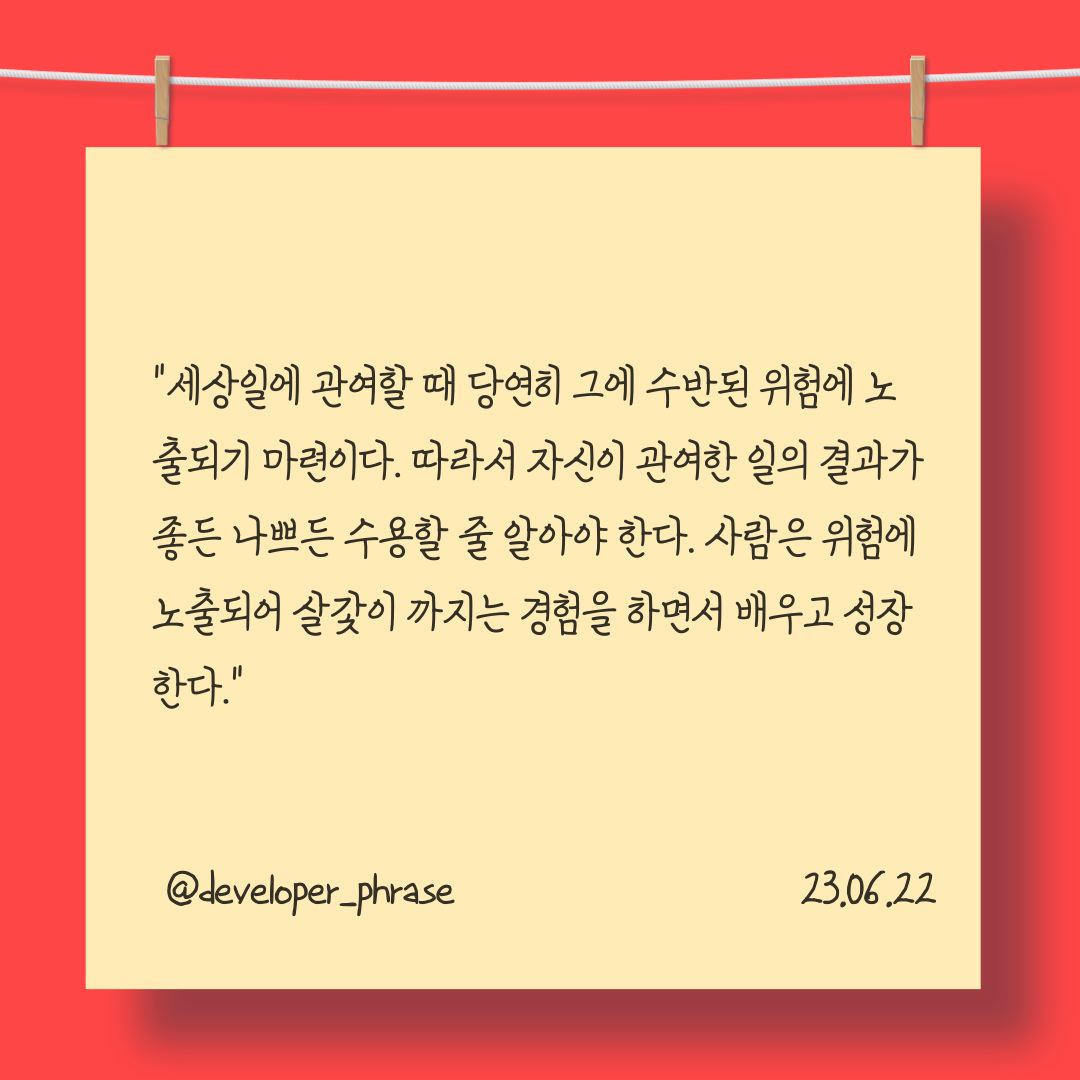 "세상일에 관여할 때 당연히 그에 수반된 위험에 노
출되기 마련이다. 따라서 자신이 관여한 일의 결과가
좋든 나쁘든 수용할 줄 알아야 한다. 사람은 위험에
노출되어 살갗이 까지는 경험을 하면서 배우고 성장
한다."
@developer_phrase 23.06.22